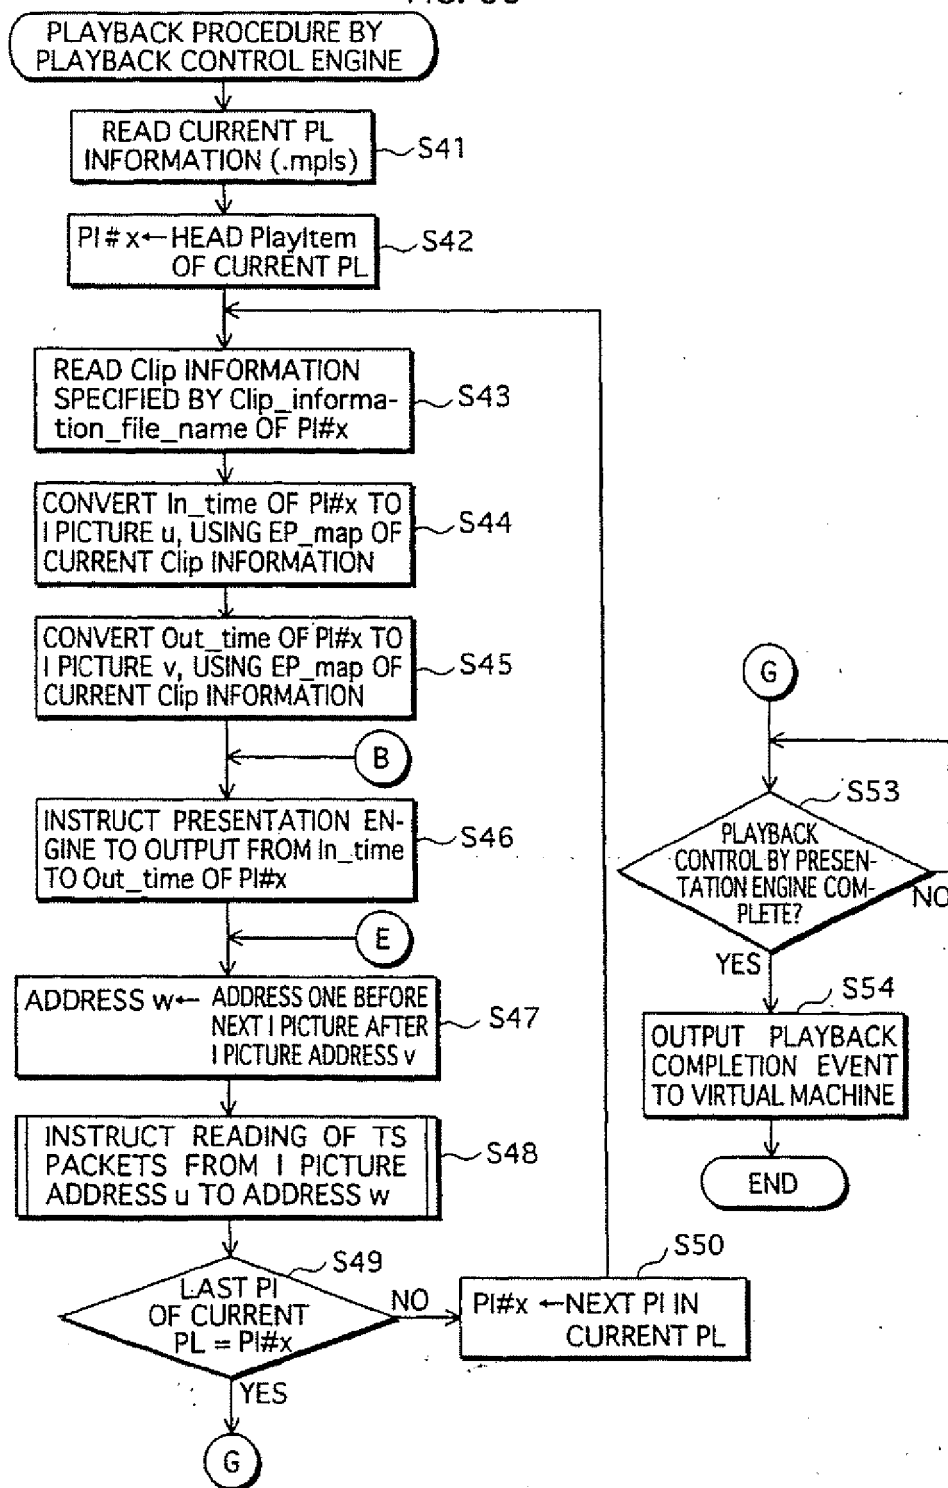 PLAYBACK PROCEDURE BY
PLAYBACK CONTROL ENGINE
READ CURRENT PL
INFORMATION (.mpls)
S41
PI#x←HEAD PlayItem
OF CURRENT PL
S42
READ Clip INFORMATION
SPECIFIED BY Clip_informa-
tion_file_name OF PI#x
S43
CONVERT In_time OF PI#x TO
I PICTURE u, USING EP_map OF
CURRENT Clip INFORMATION
S44
CONVERT Out_time OF PI#x TO
I PICTURE v, USING EP_map OF
CURRENT Clip INFORMATION
S45
B
INSTRUCT PRESENTATION EN-
GINE TO OUTPUT FROM In_time
TO Out_time OF PI#x
S46
E
ADDRESS w← ADDRESS ONE BEFORE
NEXT I PICTURE AFTER
I PICTURE ADDRESS v
S47
INSTRUCT READING OF TS
PACKETS FROM I PICTURE
ADDRESS u TO ADDRESS w
S48
S49
LAST PI
OF CURRENT
PL = PI#x
NO
YES
G
S50
PI#x ←NEXT PI IN
CURRENT PL
G
S53
PLAYBACK
CONTROL BY PRESEN-
TATION ENGINE COM-
PLETE?
NO
YES
S54
OUTPUT PLAYBACK
COMPLETION EVENT
TO VIRTUAL MACHINE
END